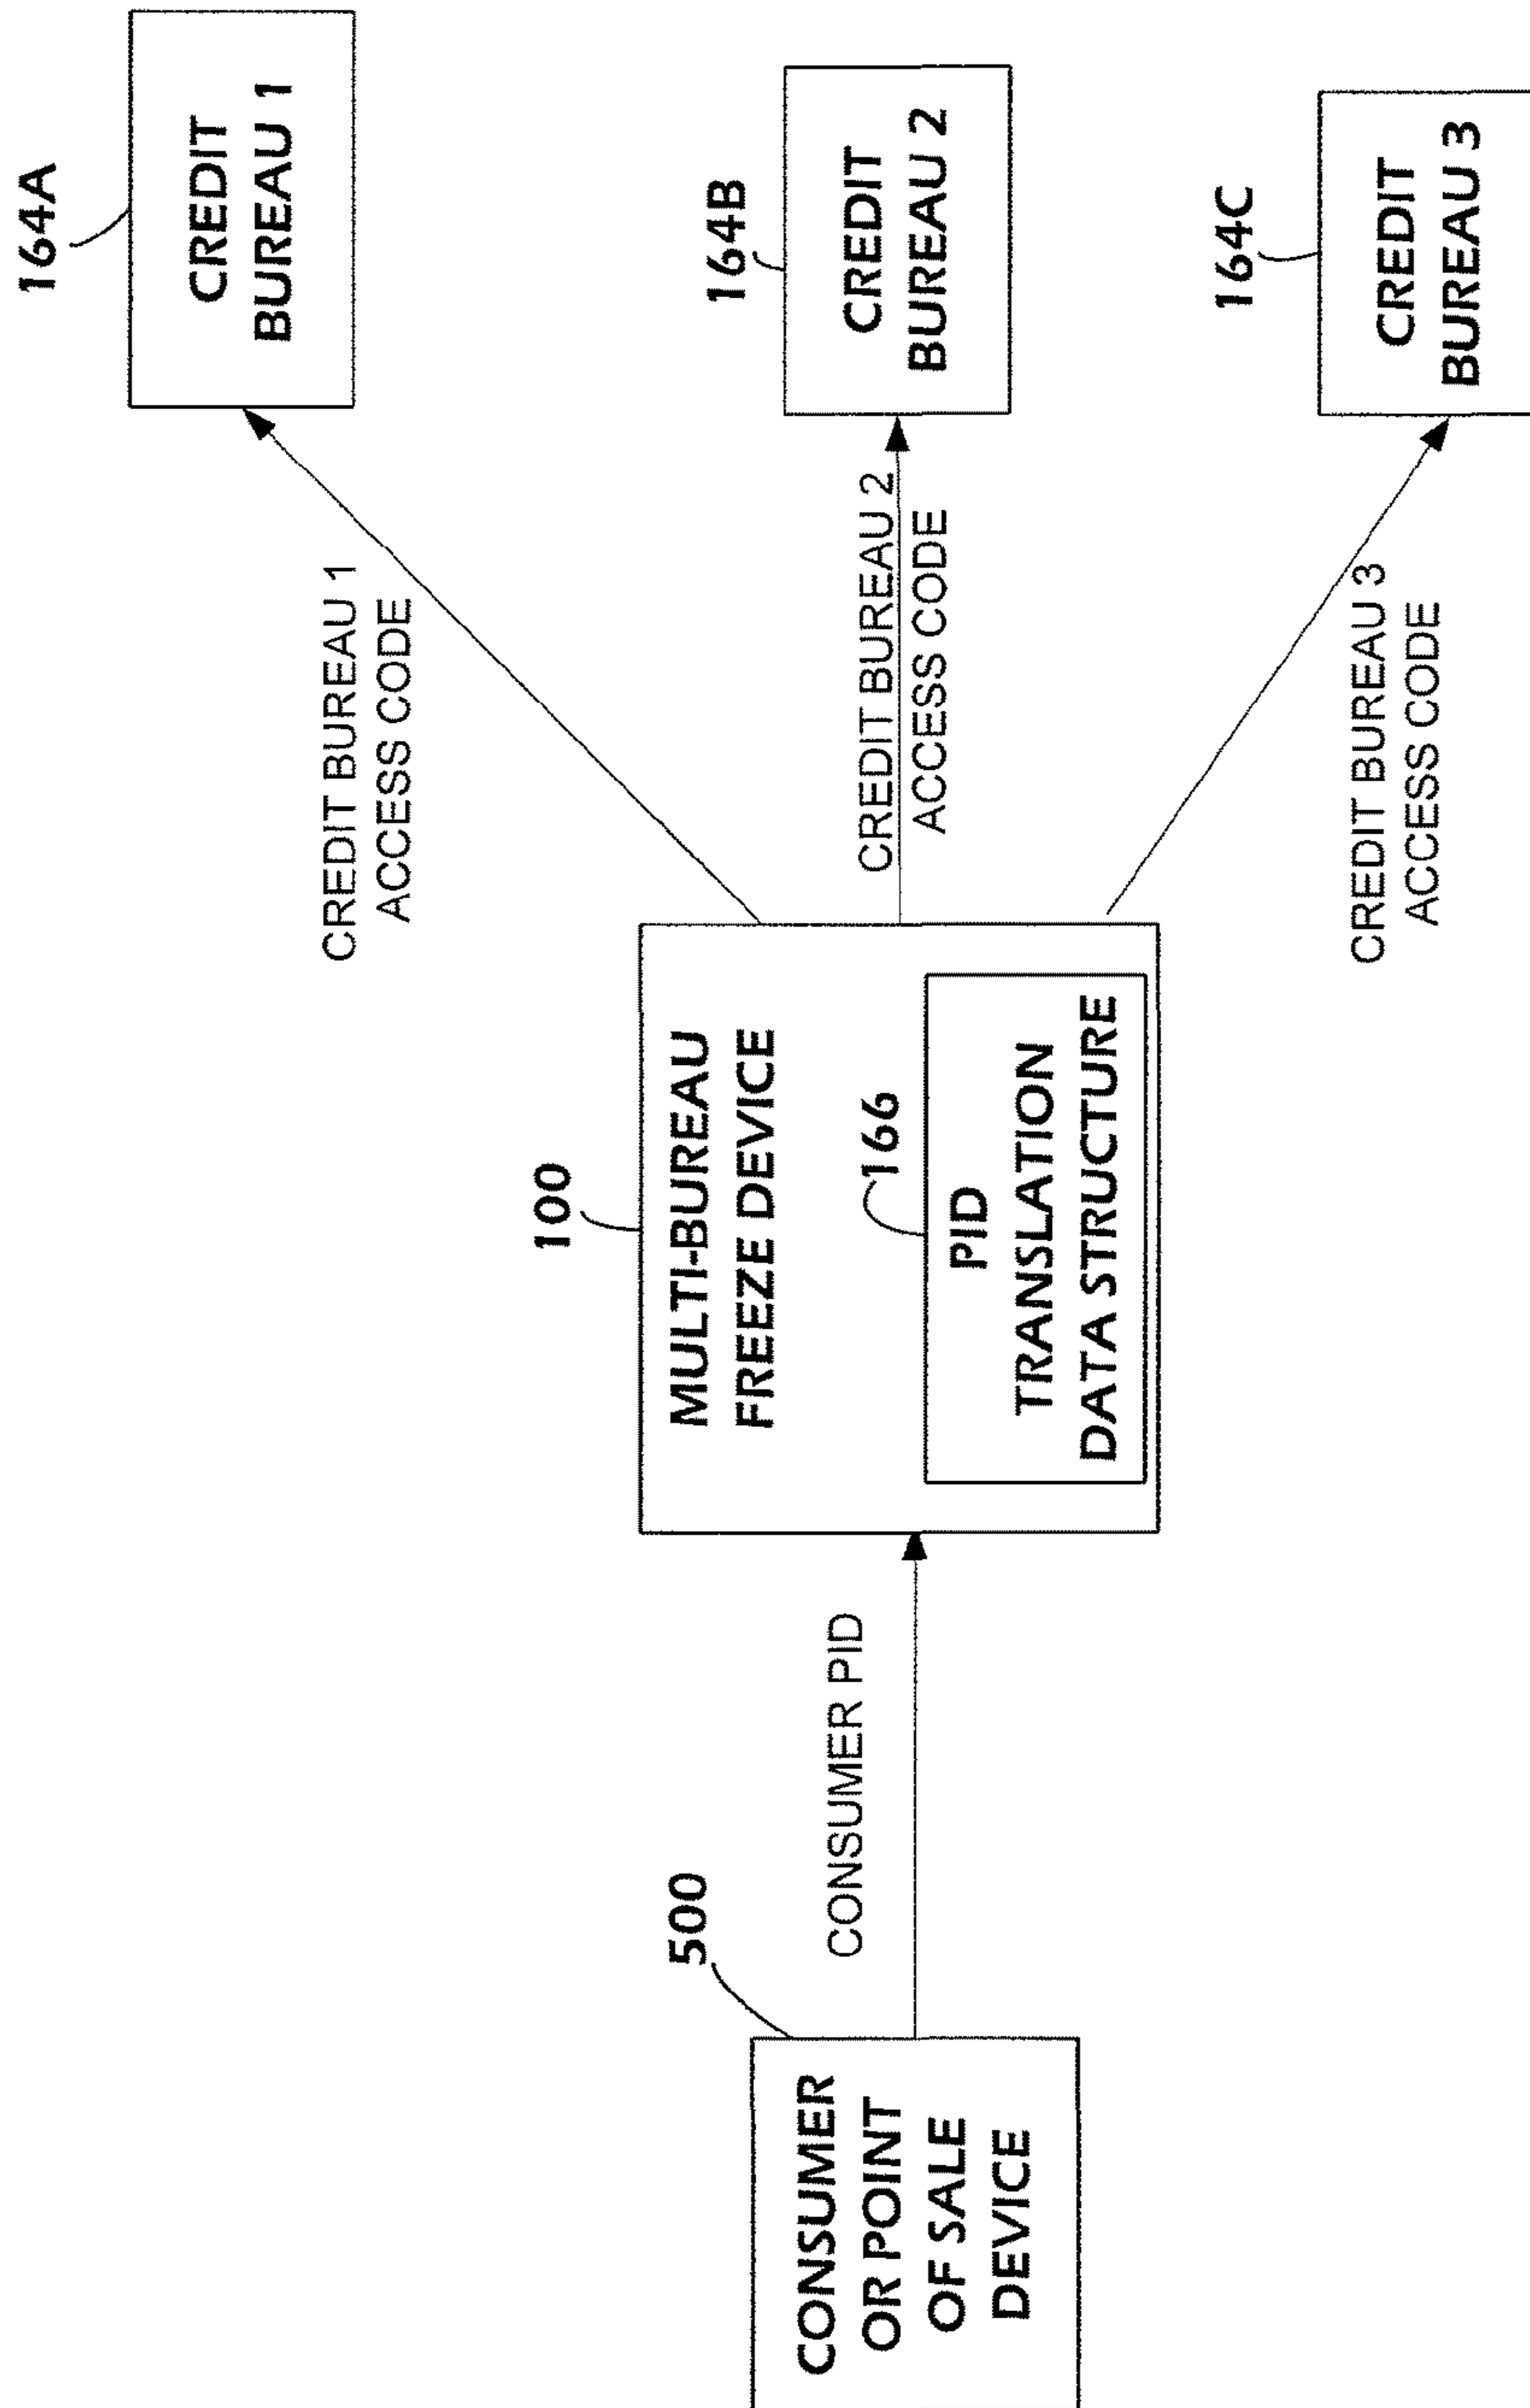 164A
CREDIT
BUREAU 1
CREDIT BUREAU 1
ACCESS CODE
500
CONSUMER
OR POINT
OF SALE
DEVICE
CONSUMER PID
100
MULTI-BUREAU
FREEZE DEVICE
166
PID
TRANSLATION
DATA STRUCTURE
CREDIT BUREAU 2
ACCESS CODE
164B
CREDIT
BUREAU 2
CREDIT BUREAU 3
ACCESS CODE
164C
CREDIT
BUREAU 3